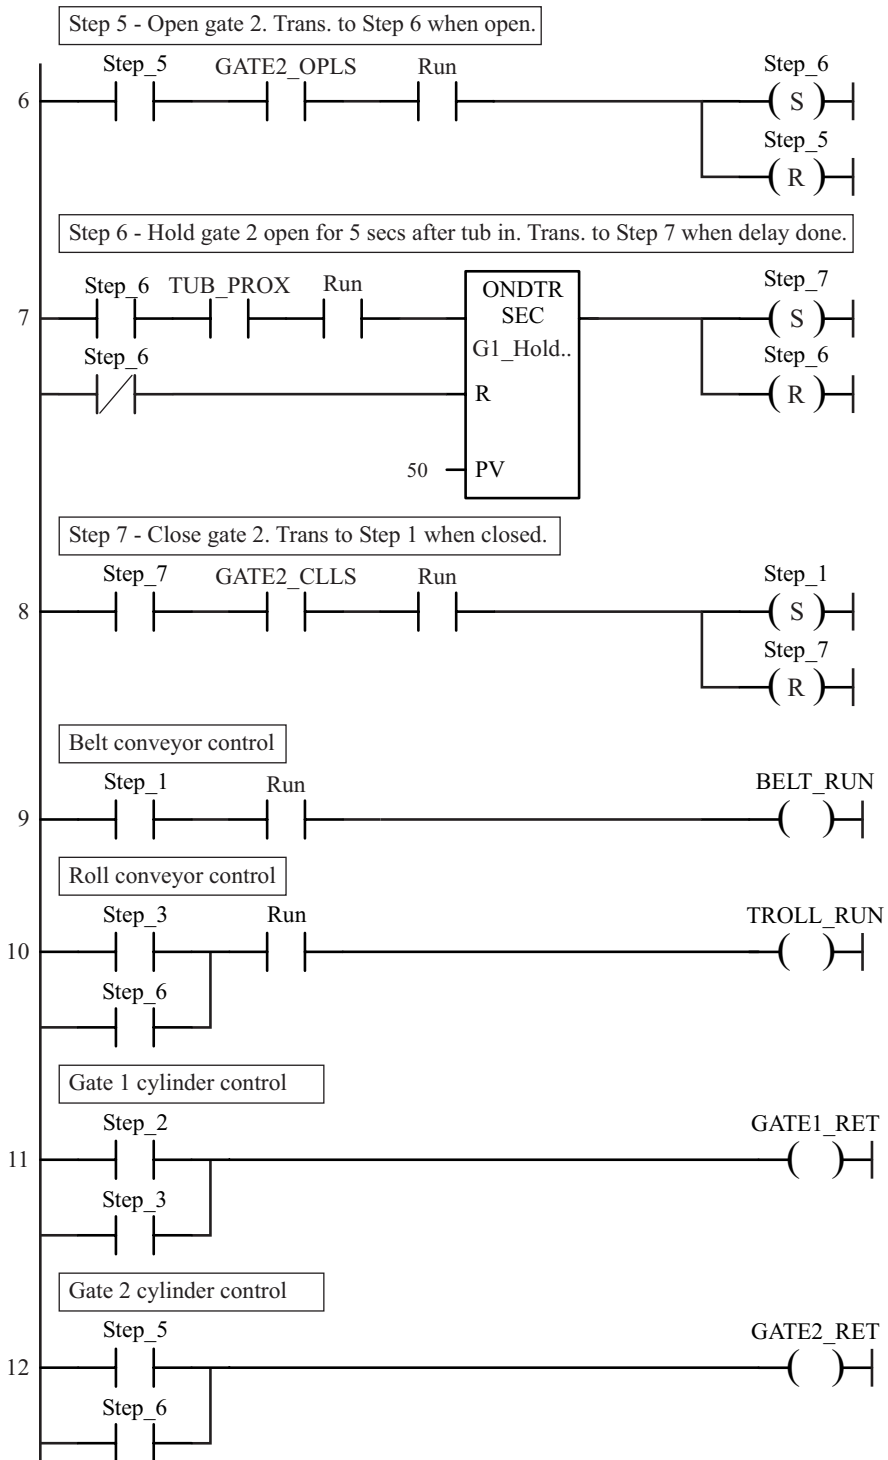 Step 5 - Open gate 2. Trans. to Step 6 when open.
Step_5 GATE2_OPLS Run Step_6
6 S
Step_5
R
Step 6 - Hold gate 2 open for 5 secs after tub in. Trans. to Step 7 when delay done.
Step_6 TUB_PROX Run ONDTR Step_7
7 SEC S
G1_Hold..
Step_6 Step_6
R R
50 PV
Step 7 - Close gate 2. Trans to Step 1 when closed.
Step_7 GATE2_CLLS Run Step_1
8 S
Step_7
R
Belt conveyor control
Step_1 Run BELT_RUN
9
Roll conveyor control
Step_3 Run TROLL_RUN
10
Step_6
Gate 1 cylinder control
Step_2 GATE1_RET
11
Step_3
Gate 2 cylinder control
Step_5 GATE2_RET
12
Step_6